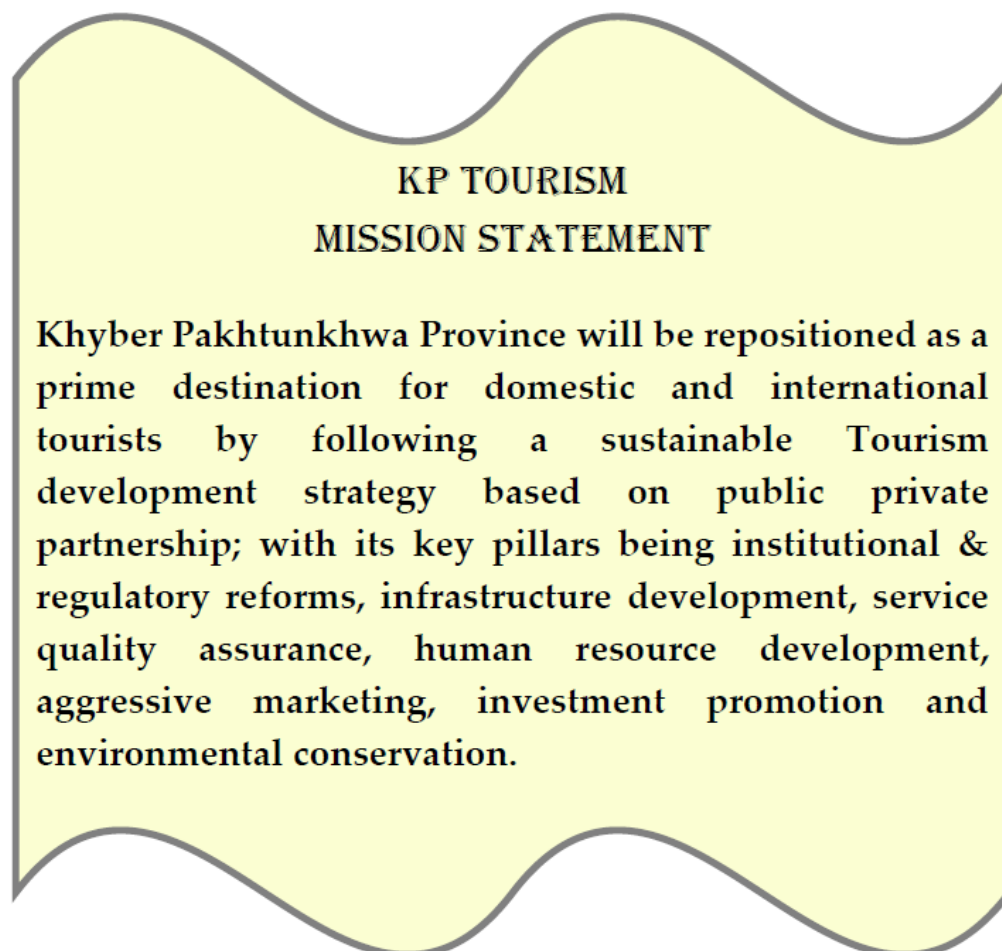 KP TOURISM
MISSION STATEMENT
Khyber Pakhtunkhwa Province will be repositioned as a
prime destination for domestic and international
tourists by following a sustainable Tourism
development strategy based on public private
partnership; with its key pillars being institutional &
regulatory reforms, infrastructure development, service
quality assurance, human resource development,
aggressive marketing, investment promotion and
environmental conservation.